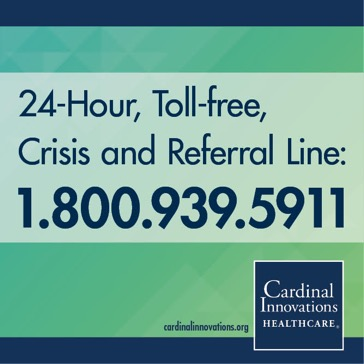 24-Hour, Toll-free,
Crisis and Referral Line:
1.800.939.5911
cardinalinnovations.org
Cardinal
Innovations
HEALTHCARE®